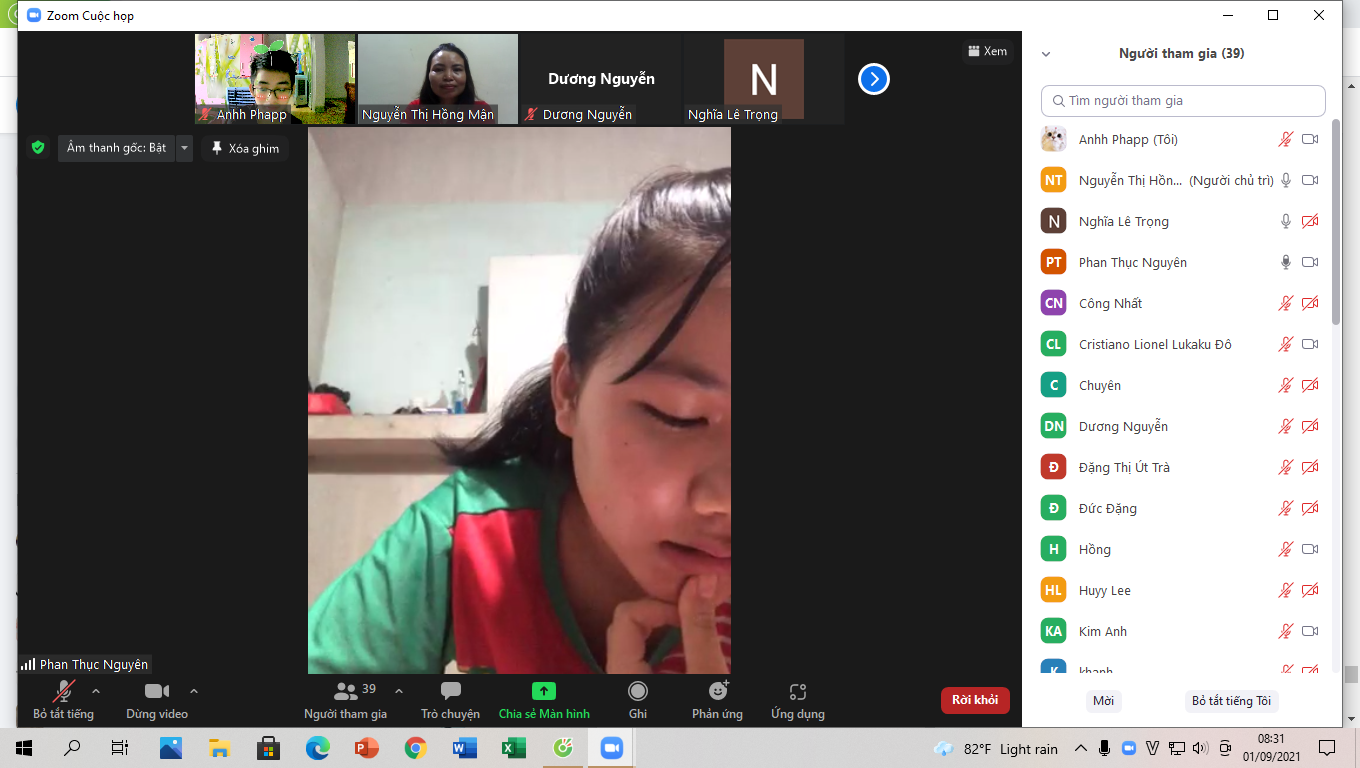 Zoom Cuộc họp
Anhh Phapp
Nguyễn Thị Hồng Mận
Dương Nguyễn
Dương Nguyễn
N
Nghĩa Lê Trọng
Xem
Âm thanh gốc: Bật
Xóa ghim
Phan Thục Nguyên
Người tham gia (39)
Tìm người tham gia
Anhh Phapp (Tôi)
NT Nguyễn Thị Hồn... (Người chủ trì)
N Nghĩa Lê Trọng
PT Phan Thục Nguyên
CN Công Nhất
CL Cristiano Lionel Lukaku Đô
C Chuyên
DN Dương Nguyễn
Đ Đặng Thị Út Trà
Đ Đức Đặng
H Hồng
HL Huyy Lee
KA Kim Anh
K khanh
Mời
Bỏ tắt tiếng Tôi
Bỏ tắt tiếng
Dừng video
39
Người tham gia
Trò chuyện
Chia sẻ Màn hình
Ghi
Phản ứng
Ứng dụng
Rời khỏi
82°F Light rain
08:31
01/09/2021